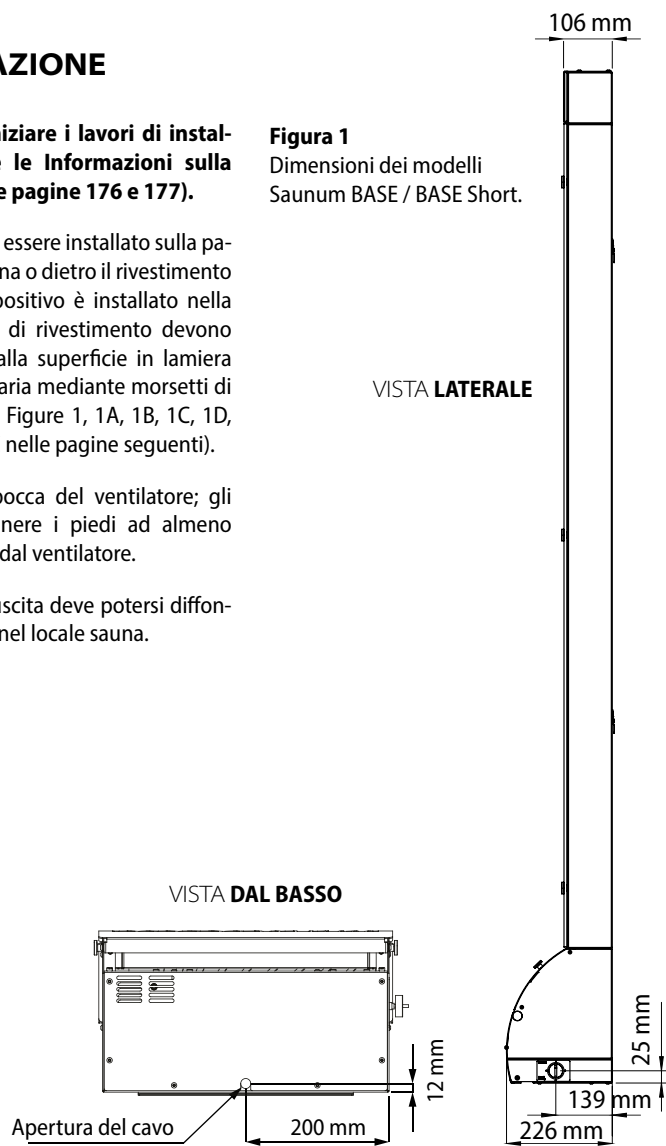 AZIONE
niziare i lavori di instal-
e le Informazioni sulla
e pagine 176 e 177).
essere installato sulla pa-
na o dietro il rivestimento
positivo è installato nella
di rivestimento devono
alla superficie in lamiera
aria mediante morsetti di
Figure 1, 1A, 1B, 1C, 1D,
nelle pagine seguenti).
bocca del ventilatore; gli
nere i piedi ad almeno
dal ventilatore.
uscita deve potersi diffon-
nel locale sauna.
Figura 1
Dimensioni dei modelli
Saunum BASE / BASE Short.
106 mm
VISTA LATERALE
VISTA DAL BASSO
Apertura del cavo
200 mm
12 mm
25 mm
139 mm
226 mm